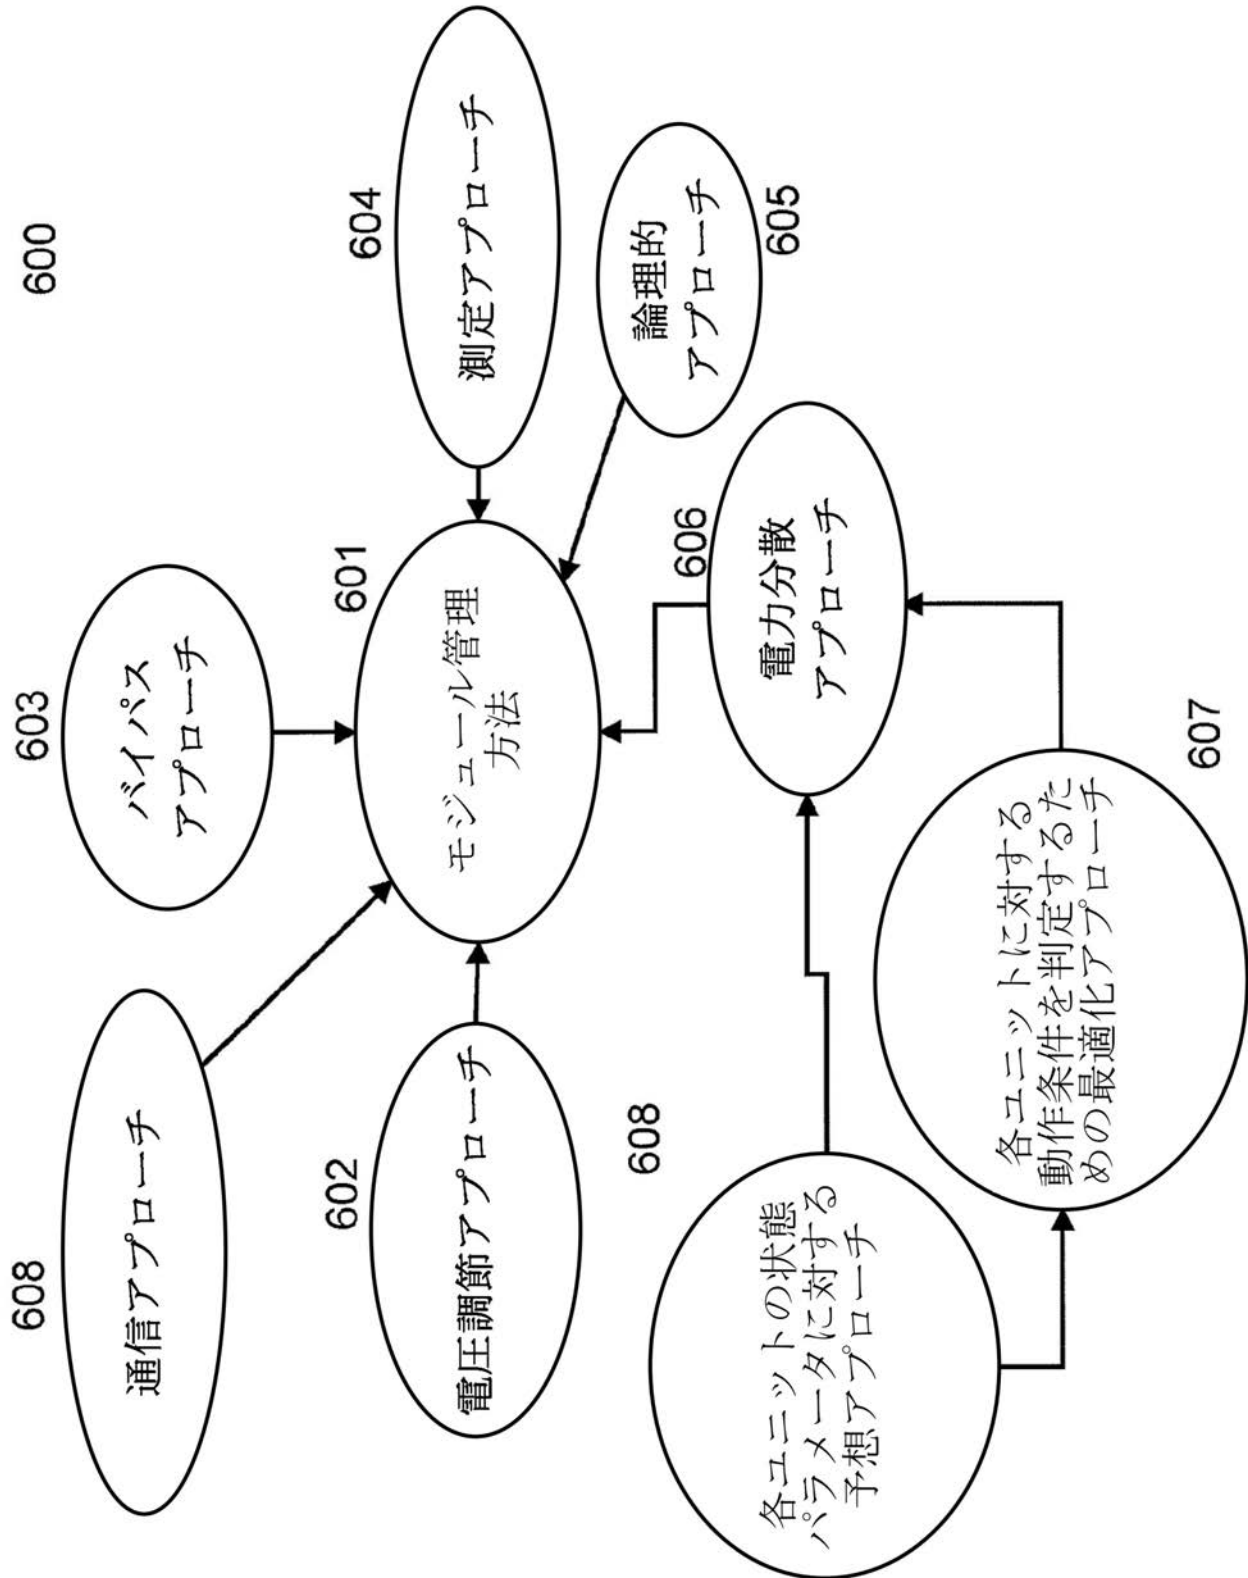 600
608
通信アプローチ
603
バイパス
アプローチ
604
測定アプローチ
602
電圧調節アプローチ
601
モジュール管理
方法
605
論理的
アプローチ
606
電力分散
アプローチ
608
各ユニットの状態
パラメータに対する
予想アプローチ
607
各ユニットに対する
動作条件を判定するた
めの最適化アプローチ